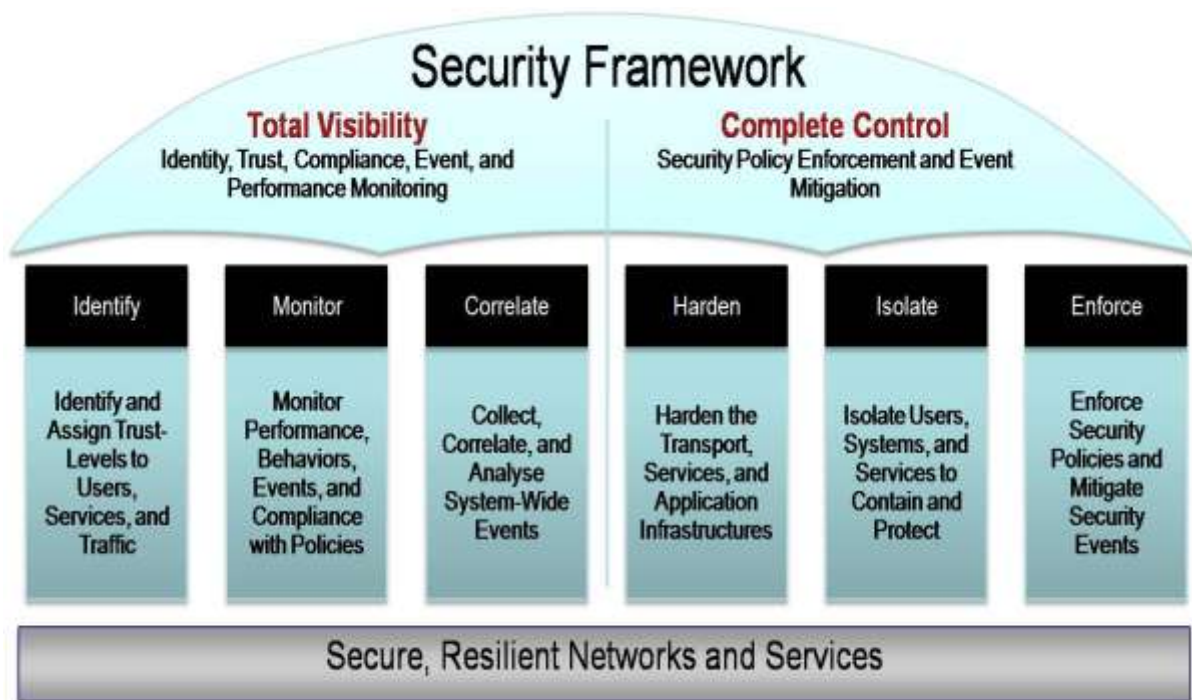 Security Framework
Total Visibility
Identity, Trust, Compliance, Event, and
Performance Monitoring
Complete Control
Security Policy Enforcement and Event
Mitigation
Identify
Identify and
Assign Trust-
Levels to
Users,
Services, and
Traffic
Monitor
Monitor
Performance,
Behaviors,
Events, and
Compliance
with Policies
Correlate
Collect,
Correlate, and
Analyse
System-Wide
Events
Harden
Harden the
Transport,
Services, and
Application
Infrastructures
Isolate
Isolate Users,
Systems, and
Services to
Contain and
Protect
Enforce
Enforce
Security
Policies and
Mitigate
Security
Events
Secure, Resilient Networks and Services